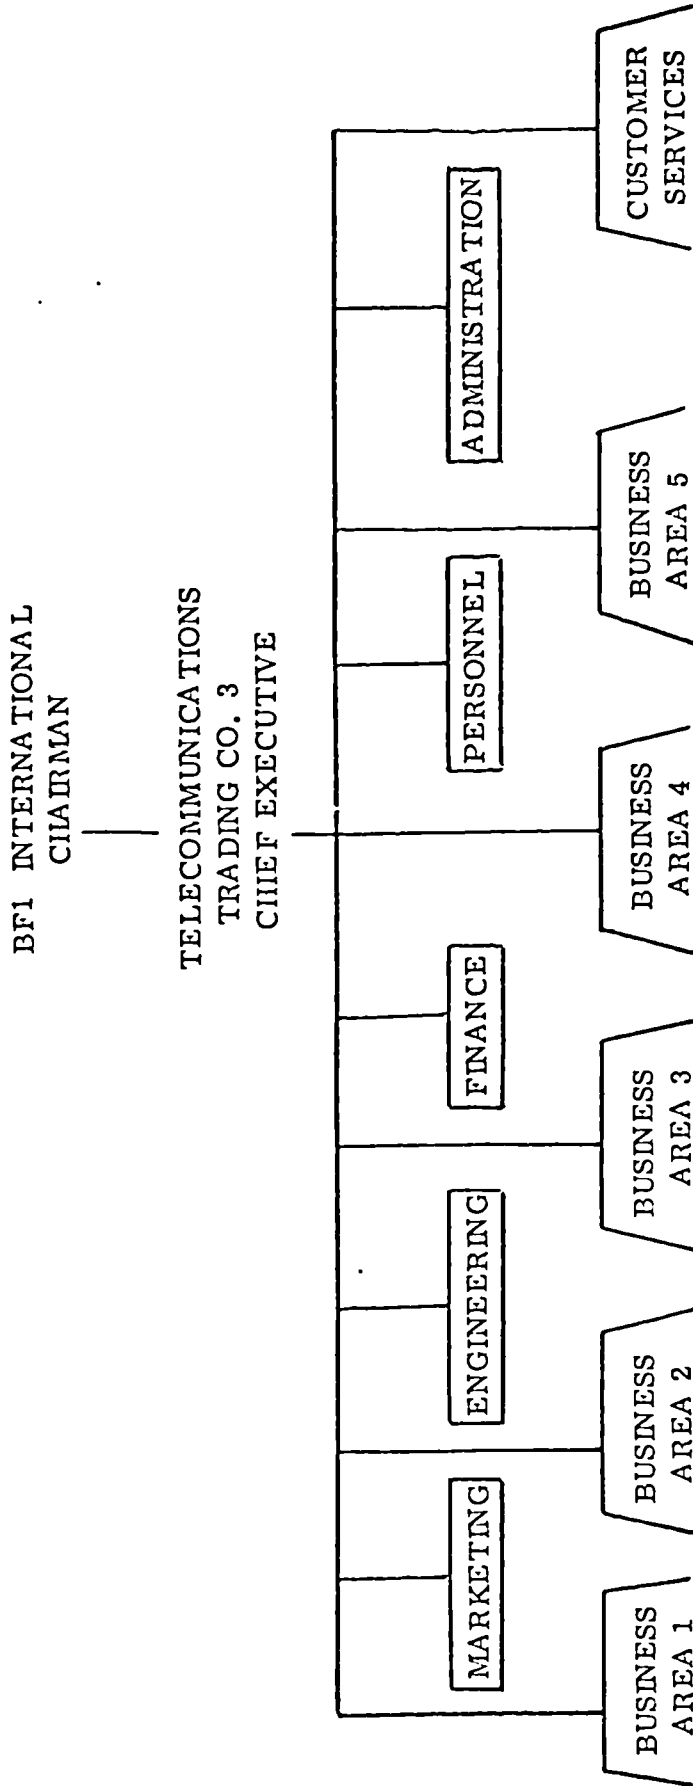 BF1 INTERNATIONAL
CHAIRMAN
TELECOMMUNICATIONS
TRADING CO. 3
CHIEF EXECUTIVE
MARKETING
ENGINEERING
FINANCE
PERSONNEL
ADMINISTRATION
BUSINESS
AREA 1
BUSINESS
AREA 2
BUSINESS
AREA 3
BUSINESS
AREA 4
BUSINESS
AREA 5
CUSTOMER
SERVICES